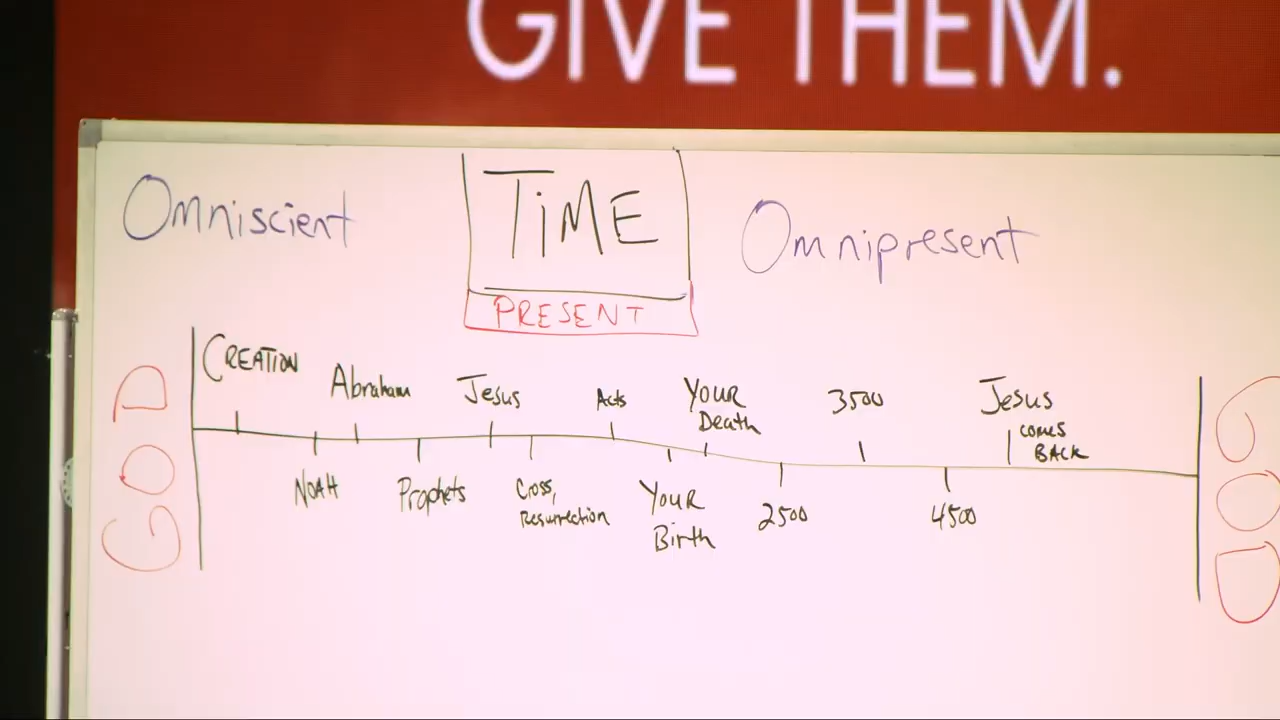 GIVE THEM.
Omniscient
TiME
Omnipresent
PRESENT
CREATION
Abraham
Jesus
Acts
YOUR
Death
3500
Jesus
COMES
BACK
GOD
NOAH
Prophets
Cross,
Resurrection
YOUR
Birth
2500
4500
GOD